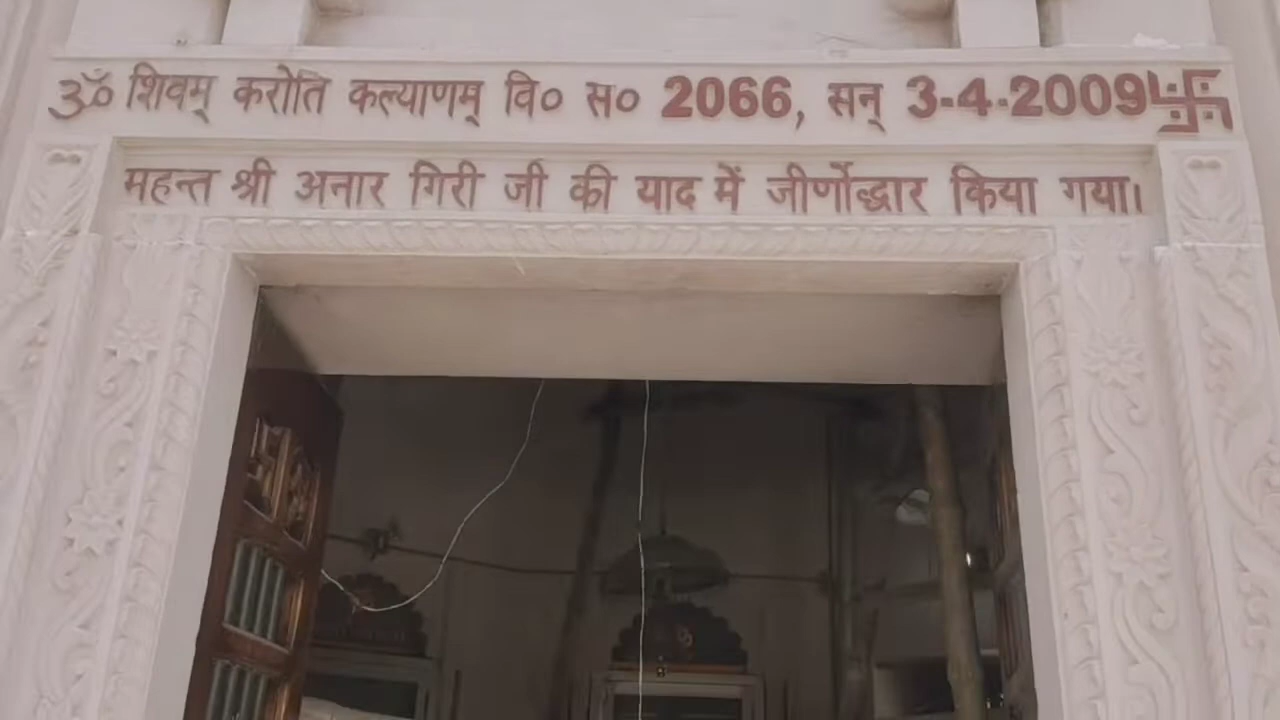 ॐ शिवम् करोति कल्याणम् वि० स० 2066, सन् 3-4-2009卐
महन्त श्री अनार गिरी जी की याद में जीर्णोद्धार किया गया।